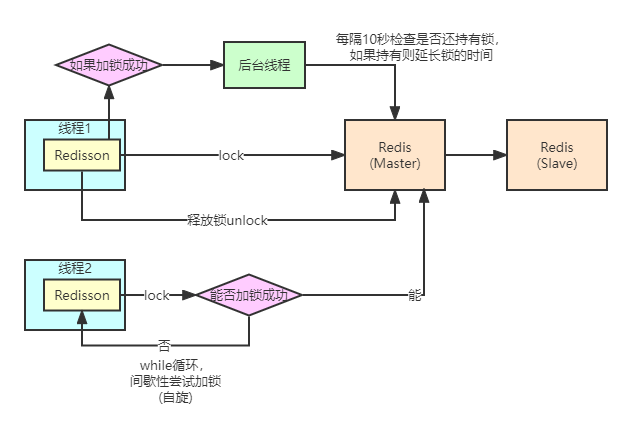 每隔10秒检查是否还持有锁，
如果持有则延长锁的时间
如果加锁成功
后台线程
线程1
Redisson
lock
Redis
(Master)
Redis
(Slave)
释放锁unlock
线程2
Redisson
lock
能否加锁成功
能
否
while循环，
间歇性尝试加锁
(自旋)